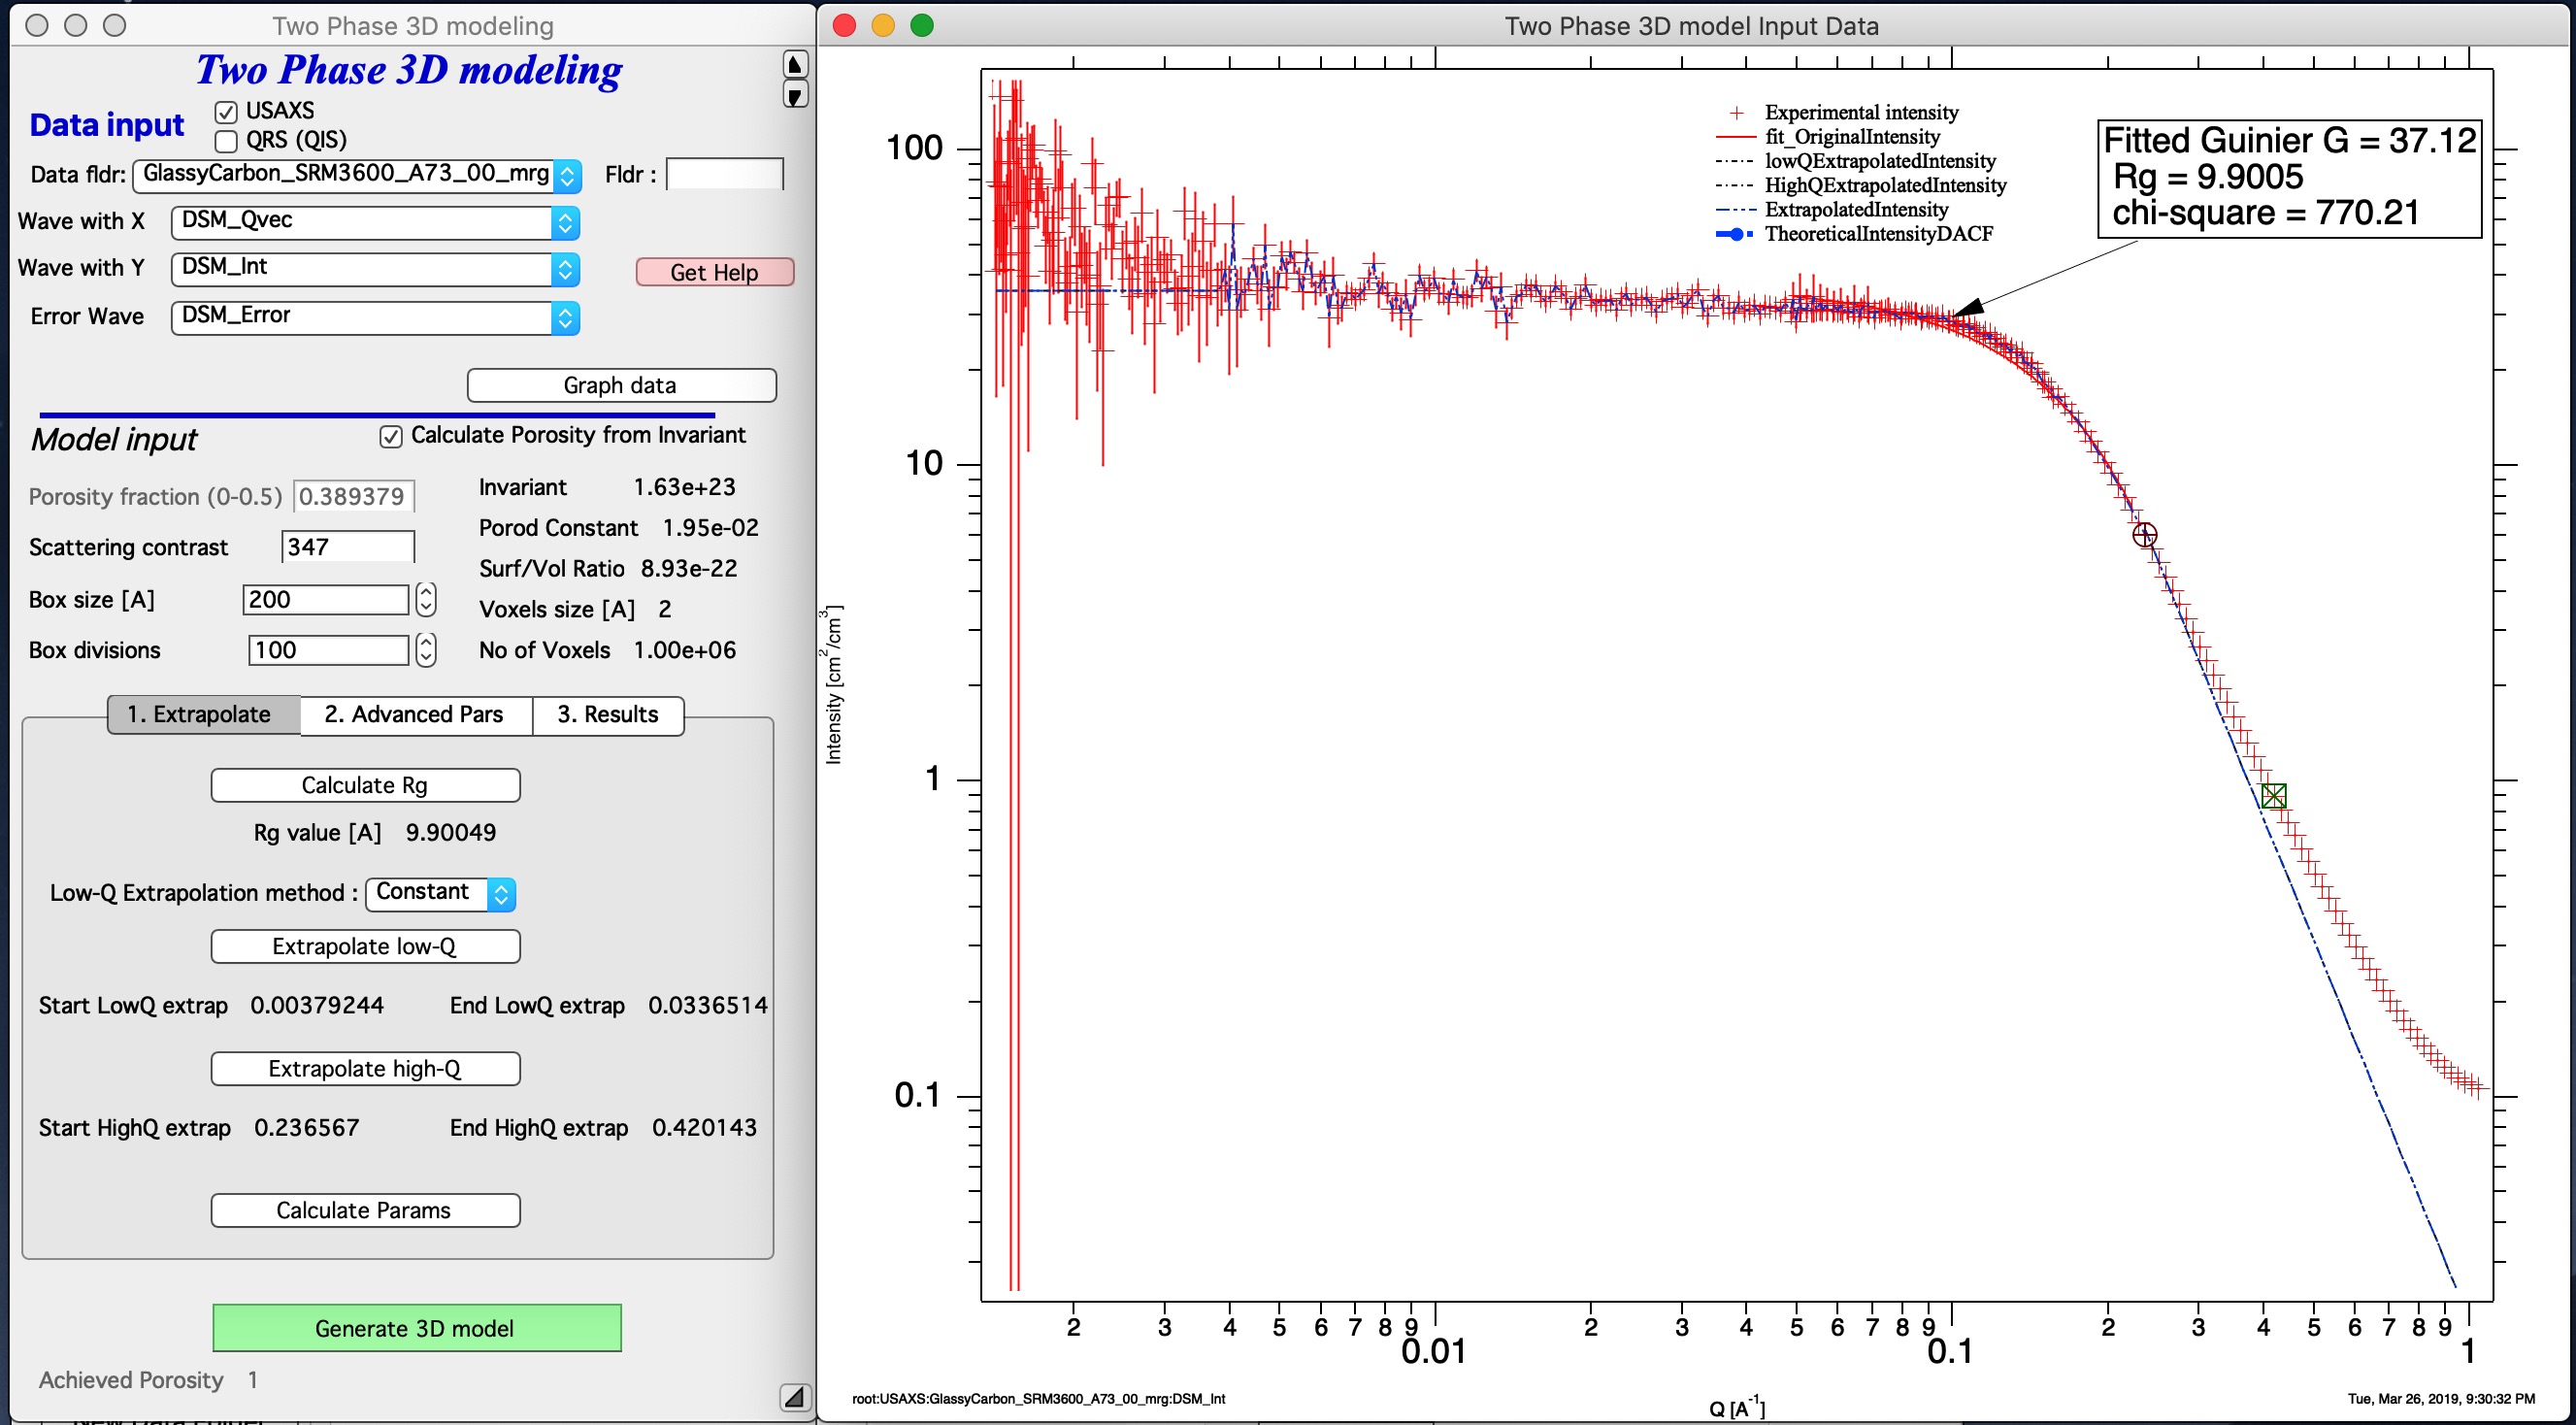 Two Phase 3D modeling
Two Phase 3D modeling
Data input
USAXS
QRS (QIS)
Data fldr: GlassyCarbon_SRM3600_A73_00_mrg Fldr :
Wave with X DSM_Qvec
Wave with Y DSM_Int Get Help
Error Wave DSM_Error
Graph data
Model input Calculate Porosity from Invariant
Porosity fraction (0-0.5) 0.389379
Scattering contrast 347
Box size [A] 200
Box divisions 100
Invariant 1.63e+23
Porod Constant 1.95e-02
Surf/Vol Ratio 8.93e-22
Voxels size [A] 2
No of Voxels 1.00e+06
1. Extrapolate 2. Advanced Pars 3. Results
Calculate Rg
Rg value [A] 9.90049
Low-Q Extrapolation method : Constant
Extrapolate low-Q
Start LowQ extrap 0.00379244 End LowQ extrap 0.0336514
Extrapolate high-Q
Start HighQ extrap 0.236567 End HighQ extrap 0.420143
Calculate Params
Generate 3D model
Achieved Porosity 1
Two Phase 3D model Input Data
Experimental intensity
fit_OriginalIntensity
lowQExtrapolatedIntensity
HighQExtrapolatedIntensity
ExtrapolatedIntensity
TheoreticalIntensityDACF
Fitted Guinier G = 37.12
Rg = 9.9005
chi-square = 770.21
100
10
1
0.1
Intensity [cm2/cm3]
2 3 4 5 6 7 8 9 2 3 4 5 6 7 8 9 2 3 4 5 6 7 8 9
0.01 0.1 1
Q [A-1]
root:USAXS:GlassyCarbon_SRM3600_A73_00_mrg:DSM_Int
Tue, Mar 26, 2019, 9:30:32 PM